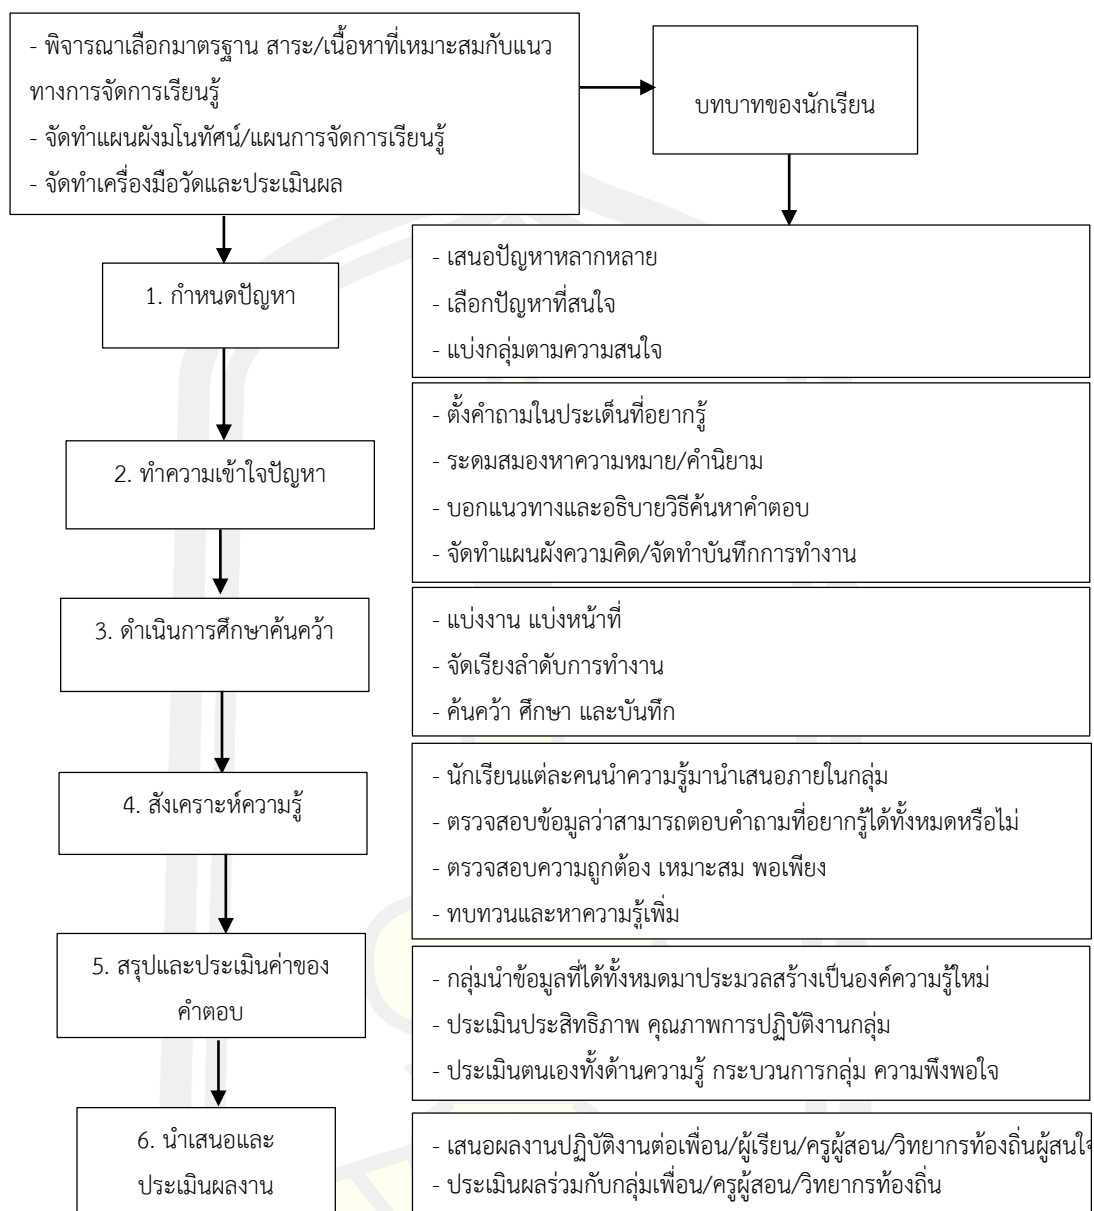 - พิจารณาเลือกมาตรฐาน สาระ/เนื้อหาที่เหมาะสมกับแนว
ทางการจัดการเรียนรู้
- จัดทำแผนผังมโนทัศน์/แผนการจัดการเรียนรู้
- จัดทำเครื่องมือวัดและประเมินผล
บทบาทของนักเรียน
1. กำหนดปัญหา
- เสนอปัญหาหลากหลาย
- เลือกปัญหาที่สนใจ
- แบ่งกลุ่มตามความสนใจ
2. ทำความเข้าใจปัญหา
- ตั้งคำถามในประเด็นที่อยากรู้
- ระดมสมองหาความหมาย/คำนิยาม
- บอกแนวทางและอธิบายวิธีค้นหาคำตอบ
- จัดทำแผนผังความคิด/จัดทำบันทึกการทำงาน
3. ดำเนินการศึกษาค้นคว้า
- แบ่งงาน แบ่งหน้าที่
- จัดเรียงลำดับการทำงาน
- ค้นคว้า ศึกษา และบันทึก
4. สังเคราะห์ความรู้
- นักเรียนแต่ละคนนำความรู้มานำเสนอภายในกลุ่ม
- ตรวจสอบข้อมูลว่าสามารถตอบคำถามที่อยากรู้ได้ทั้งหมดหรือไม่
- ตรวจสอบความถูกต้อง เหมาะสม พอเพียง
- ทบทวนและหาความรู้เพิ่ม
5. สรุปและประเมินค่าของ
คำตอบ
- กลุ่มนำข้อมูลที่ได้ทั้งหมดมาประมวลสร้างเป็นองค์ความรู้ใหม่
- ประเมินประสิทธิภาพ คุณภาพการปฏิบัติงานกลุ่ม
- ประเมินตนเองทั้งด้านความรู้ กระบวนการกลุ่ม ความพึงพอใจ
6. นำเสนอและ
ประเมินผลงาน
- เสนอผลงานปฏิบัติงานต่อเพื่อน/ผู้เรียน/ครูผู้สอน/วิทยากรท้องถิ่นผู้สนใจ
- ประเมินผลร่วมกับกลุ่มเพื่อน/ครูผู้สอน/วิทยากรท้องถิ่น